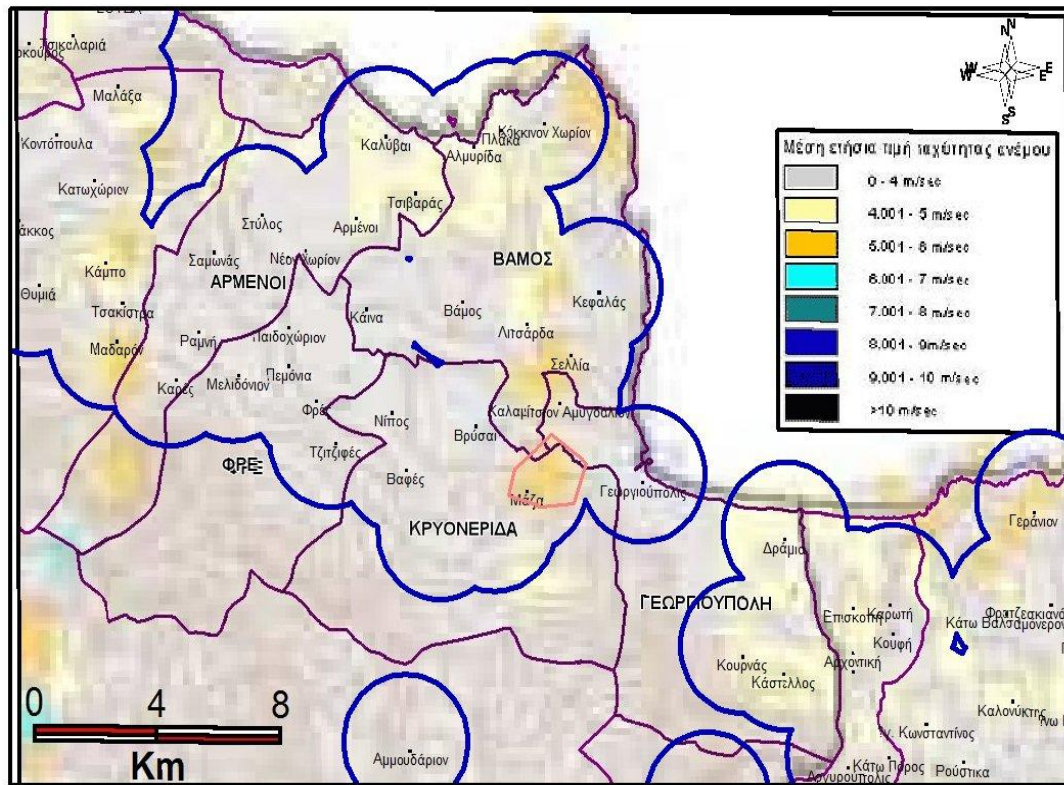 Τσικαλαριά
Μαλάξα
Κοντόπουλα
Κατωχώριον
Κάμπο
Θυμιά
Τσακίστρα
Μαδαρόν
Καλύβαι
Αλμυρίδα
Πλάκα
Κόκκινον Χωρίον
Τσιβαράς
Στύλος
Αρμένοι
Σαμωνάς
Νέον Χωρίον
ΑΡΜΕΝΟΙ
ΒΑΜΟΣ
Κεφαλάς
Κάινα
Βάμος
Λιτσάρδα
Ραμνή
Παιδοχώριον
Σελλία
Καρές
Μελιδόνιον
Πεμόνια
Φρές
Νίπος
Βρύσαι
Καλαμίτσιον Αμυγδάλιον
Τζιτζιφές
ΦΡΕ
Βαφές
Μάζα
Γεωργιούπολις
ΚΡΥΟΝΕΡΙΔΑ
Γεράνιον
Δράμια
ΓΕΩΡΓΙΟΥΠΟΛΗ
Επισκοπή
Καρωτή
Κάτω Βαλσαμόνερον
Κουφή
Κουρνάς
Αρχοντική
Κάστελλος
Καλονύκτης
Αμμουδάριον
Κωνσταντίνος
Κάτω Πόρος
Ρούστικα
Αργυρούπολις
N
W E
W E
S
S
Μέση ετήσια τιμή ταχύτητας ανέμου
0 - 4 m/sec
4.001 - 5 m/sec
5.001 - 6 m/sec
6.001 - 7 m/sec
7.001 - 8 m/sec
8.001 - 9m/sec
9.001 - 10 m/sec
>10 m/sec
0 4 8
Km